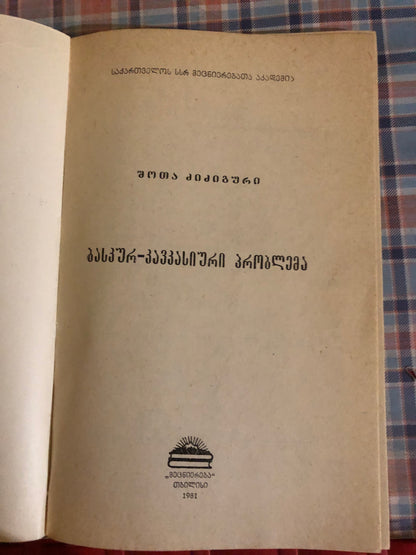 საქართველოს სსრ მეცნიერებათა აკადემია
შოთა ძიძიგური
ბასკურ-კავკასიური პრობლემა
„მეცნიერება“
თბილისი
1981